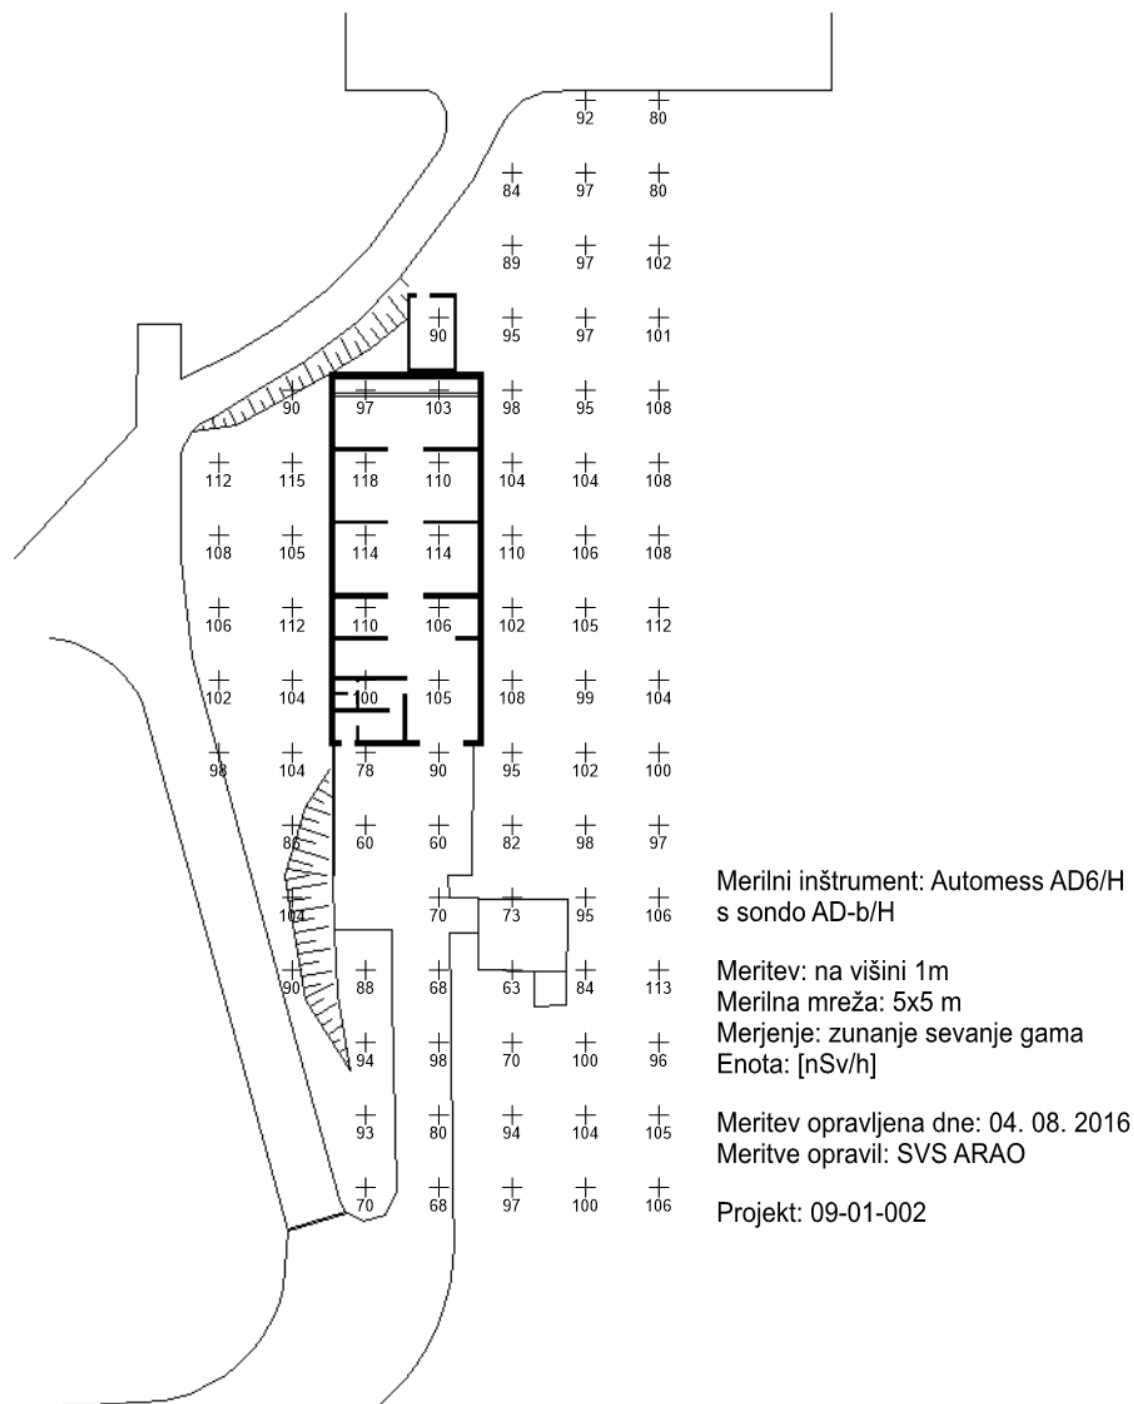 92 80
84 97 80
89 97 102
90 95 97 101
90 97 103 98 95 108
112 115 118 110 104 104 108
108 105 114 114 110 106 108
106 112 110 106 102 105 112
102 104 100 105 108 99 104
98 104 78 90 95 102 100
60 60 82 98 97
104 70 73 95 106
90 88 68 63 84 113
94 98 70 100 96
93 80 94 104 105
70 68 97 100 106
Merilni inštrument: Automess AD6/H
s sondo AD-b/H
Meritev: na višini 1m
Merilna mreža: 5x5 m
Merjenje: zunanje sevanje gama
Enota: [nSv/h]
Meritev opravljena dne: 04. 08. 2016
Meritve opravil: SVS ARAO
Projekt: 09-01-002